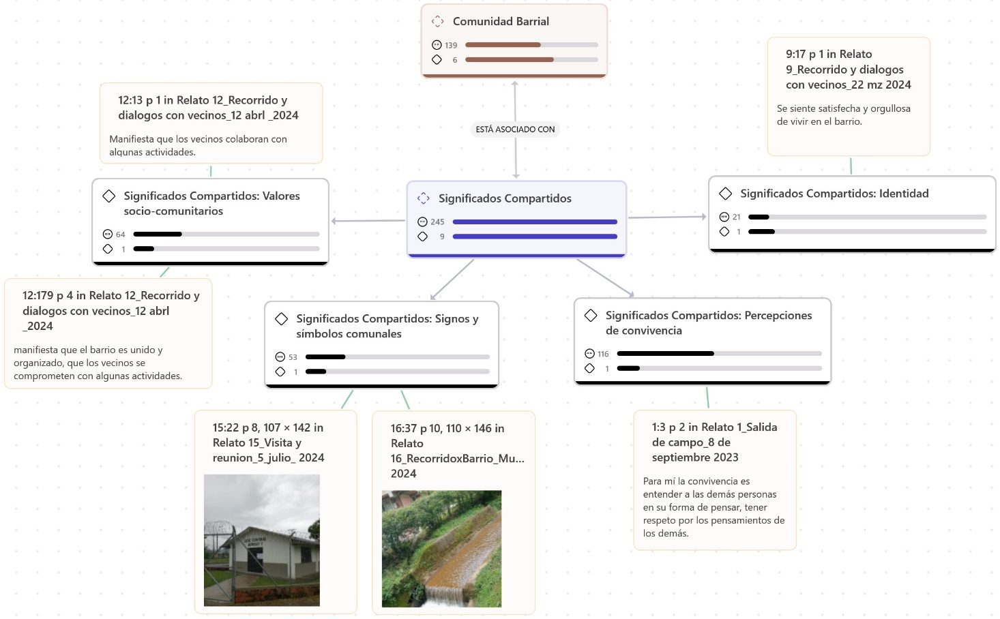 Comunidad Barrial
139
6
ESTÁ ASOCIADO CON
12:13 p 1 in Relato 12_Recorrido y
dialogos con vecinos_12 abrl _2024
Manifiesta que los vecinos colaboran con
algunas actividades.
9:17 p 1 in Relato
9_Recorrido y dialogos
con vecinos_22 mz 2024
Se siente satisfecha y orgullosa
de vivir en el barrio.
Significados Compartidos: Valores
socio-comunitarios
64
1
Significados Compartidos
245
9
Significados Compartidos: Identidad
21
1
12:179 p 4 in Relato 12_Recorrido y
dialogos con vecinos_12 abrl
_2024
manifiesta que el barrio es unido y
organizado, que los vecinos se
comprometen con algunas actividades.
Significados Compartidos: Signos y
símbolos comunales
53
1
Significados Compartidos: Percepciones
de convivencia
116
1
15:22 p 8, 107 × 142 in
Relato 15_Visita y
reunion_5_julio_ 2024
16:37 p 10, 110 × 146 in
Relato
16_RecorridoxBarrio_Mu...
2024
1:3 p 2 in Relato 1_Salida
de campo_8 de
septiembre 2023
Para mí la convivencia es
entender a las demás personas
en su forma de pensar, tener
respeto por los pensamientos de
los demás.